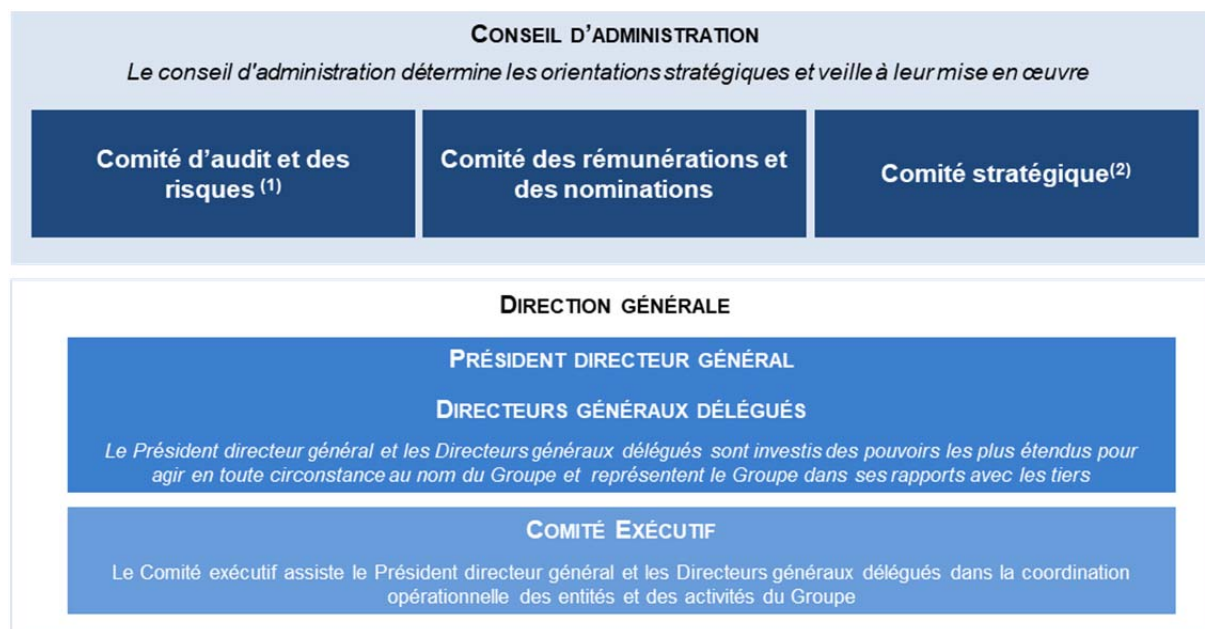 CONSEIL D'ADMINISTRATION
Le conseil d'administration détermine les orientations stratégiques et veille à leur mise en œuvre
Comité d'audit et des
risques (1)
Comité des rémunérations et
des nominations
Comité stratégique(2)
DIRECTION GÉNÉRALE
PRÉSIDENT DIRECTEUR GÉNÉRAL
DIRECTEURS GÉNÉRAUX DÉLÉGUÉS
Le Président directeur général et les Directeurs généraux délégués sont investis des pouvoirs les plus étendus pour
agir en toute circonstance au nom du Groupe et représentent le Groupe dans ses rapports avec les tiers
COMITÉ EXÉCUTIF
Le Comité exécutif assiste le Président directeur général et les Directeurs généraux délégués dans la coordination
opérationnelle des entités et des activités du Groupe